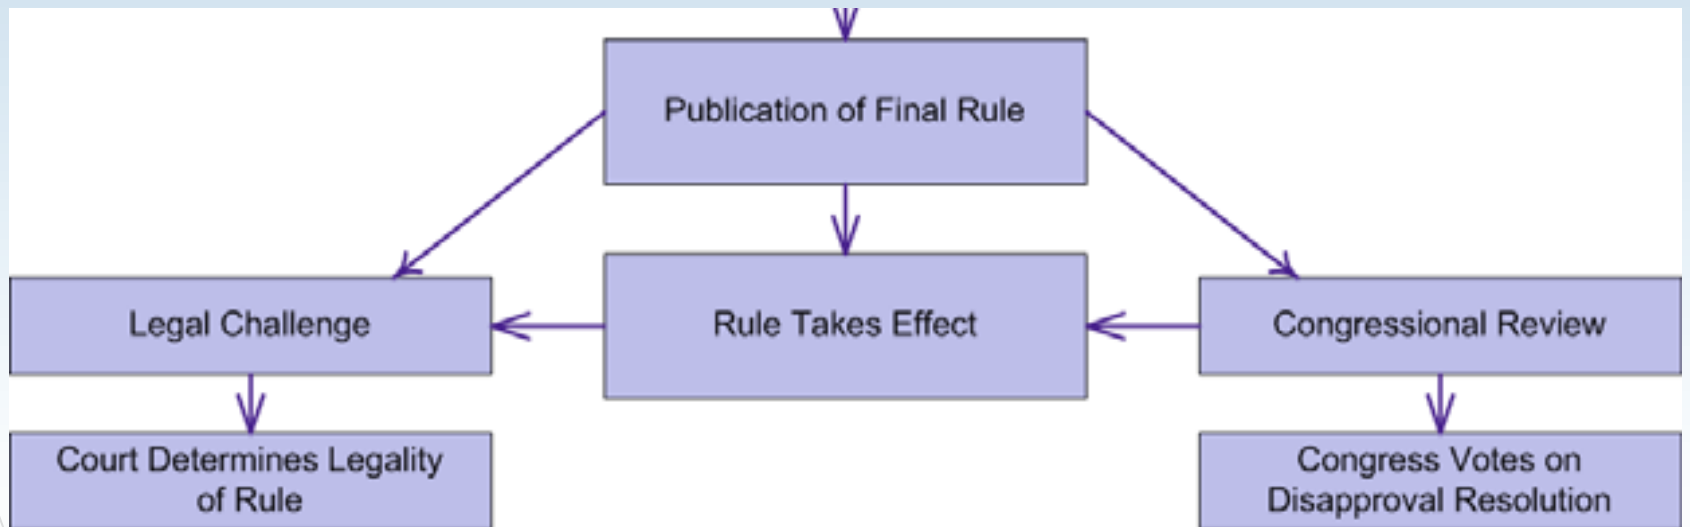 Publication of Final Rule
Legal Challenge
Rule Takes Effect
Congressional Review
Court Determines Legality
of Rule
Congress Votes on
Disapproval Resolution